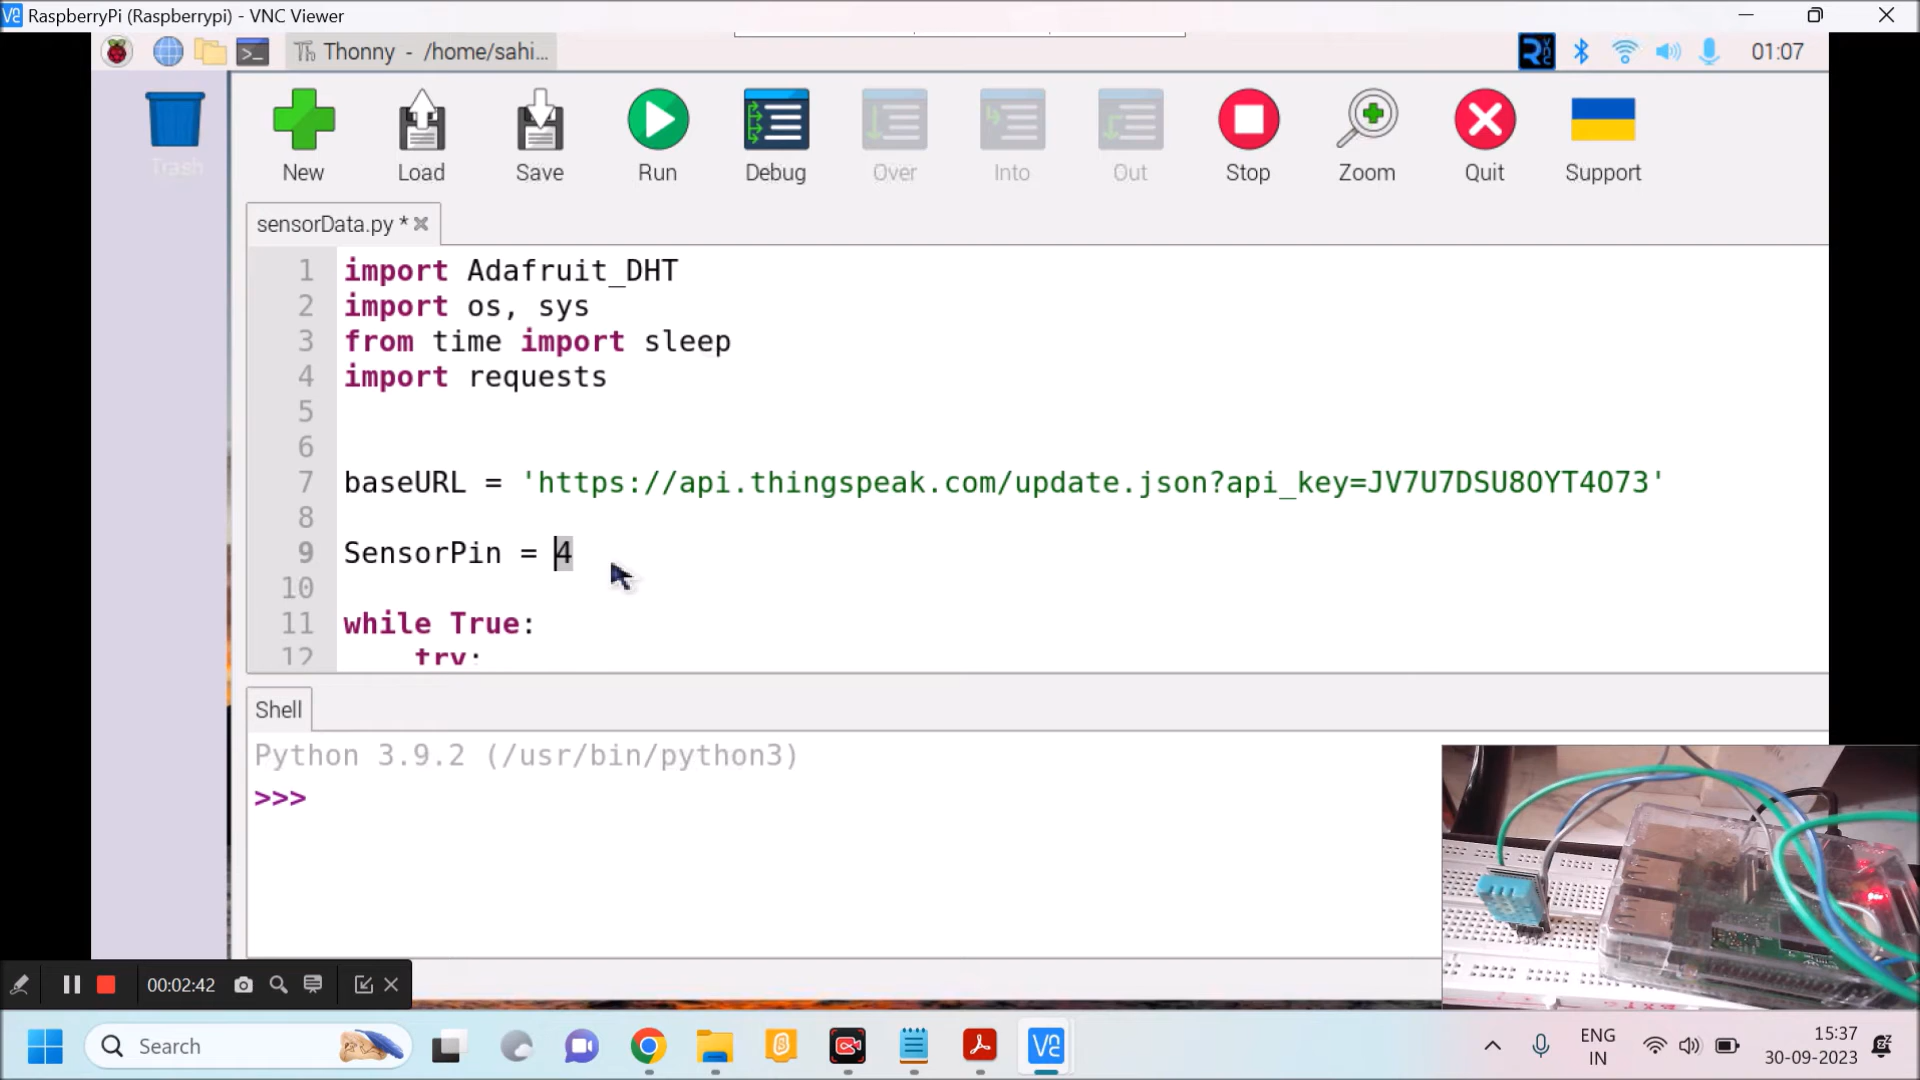 RaspberryPi (Raspberrypi) - VNC Viewer
Thonny - /home/sahi...
01:07
Trash
New
Load
Save
Run
Debug
Over
Into
Out
Stop
Zoom
Quit
Support
sensorData.py *
1 import Adafruit_DHT
2 import os, sys
3 from time import sleep
4 import requests
5
6
7 baseURL = 'https://api.thingspeak.com/update.json?api_key=JV7U7DSU8OYT4O73'
8
9 SensorPin = 4
10
11 while True:
12 try:
Shell
Python 3.9.2 (/usr/bin/python3)
>>>
00:02:42
Search
ENG
IN
15:37
30-09-2023